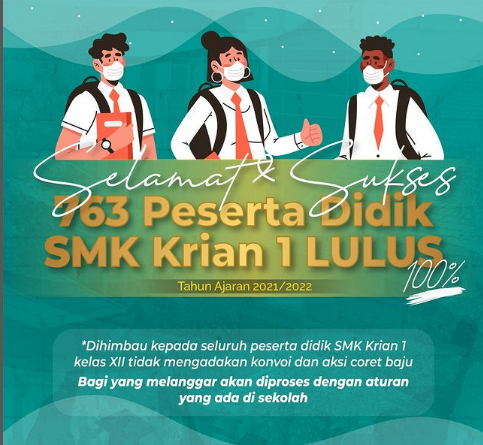 Selamat & Sukses
763 Peserta Didik
SMK Krian 1 LULUS
100%
Tahun Ajaran 2021/2022
*Dihimbau kepada seluruh peserta didik SMK Krian 1
kelas XII tidak mengadakan konvoi dan aksi coret baju
Bagi yang melanggar akan diproses dengan aturan
yang ada di sekolah